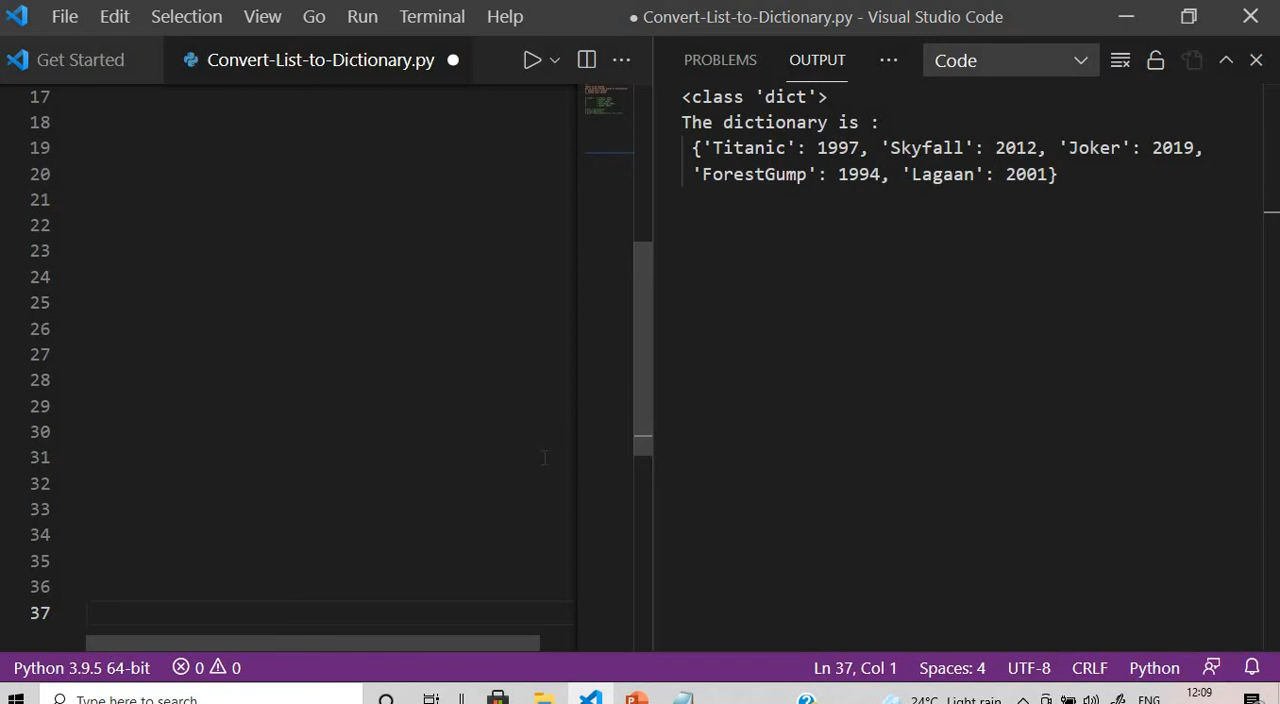 File Edit Selection View Go Run Terminal Help ● Convert-List-to-Dictionary.py - Visual Studio Code
Get Started Convert-List-to-Dictionary.py PROBLEMS OUTPUT Code
17
18
19
20
21
22
23
24
25
26
27
28
29
30
31
32
33
34
35
36
37
<class 'dict'>
The dictionary is :
{'Titanic': 1997, 'Skyfall': 2012, 'Joker': 2019,
'ForestGump': 1994, 'Lagaan': 2001}
Python 3.9.5 64-bit 0 0 Ln 37, Col 1 Spaces: 4 UTF-8 CRLF Python
Type here to search 24°C Light rain ENG 12:09